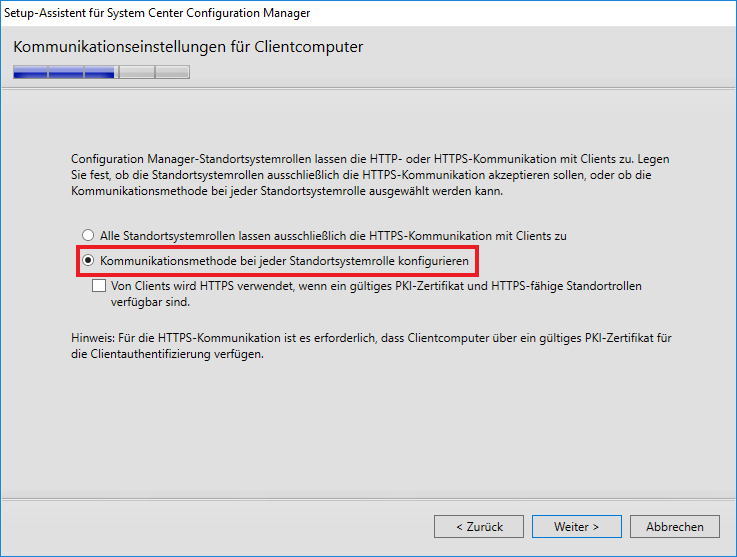 Setup-Assistent für System Center Configuration Manager
Kommunikationseinstellungen für Clientcomputer
Configuration Manager-Standortsystemrollen lassen die HTTP- oder HTTPS-Kommunikation mit Clients zu. Legen
Sie fest, ob die Standortsystemrollen ausschließlich die HTTPS-Kommunikation akzeptieren sollen, oder ob die
Kommunikationsmethode bei jeder Standortsystemrolle ausgewählt werden kann.
Alle Standortsystemrollen lassen ausschließlich die HTTPS-Kommunikation mit Clients zu
Kommunikationsmethode bei jeder Standortsystemrolle konfigurieren
Von Clients wird HTTPS verwendet, wenn ein gültiges PKI-Zertifikat und HTTPS-fähige Standortrollen
verfügbar sind.
Hinweis: Für die HTTPS-Kommunikation ist es erforderlich, dass Clientcomputer über ein gültiges PKI-Zertifikat für
die Clientauthentifizierung verfügen.
< Zurück
Weiter >
Abbrechen